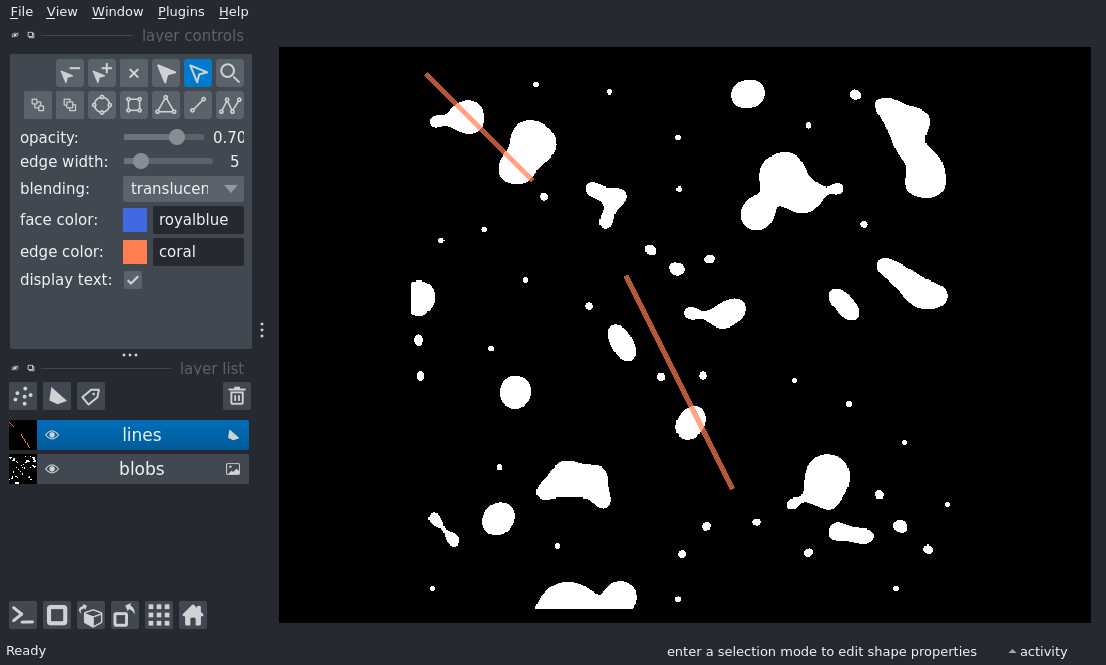 File View Window Plugins Help
layer controls
opacity: 0.70
edge width: 5
blending: translucen
face color: royalblue
edge color: coral
display text:
layer list
lines
blobs
Ready
enter a selection mode to edit shape properties
activity